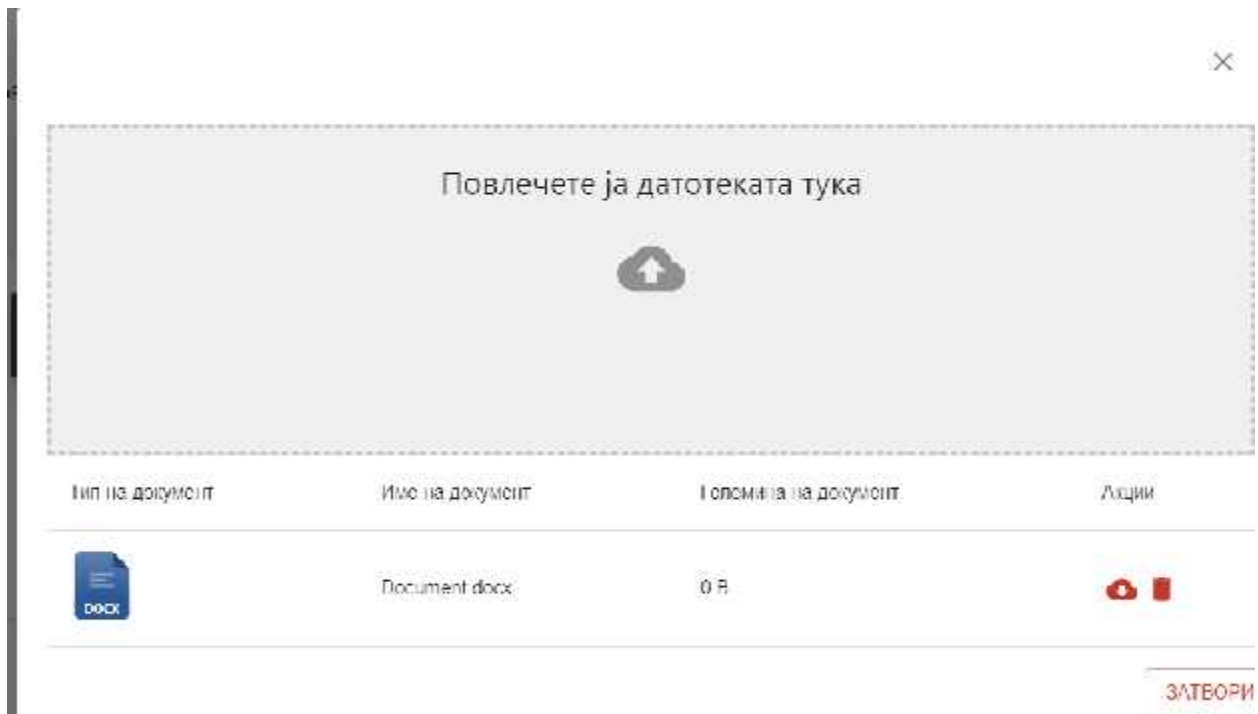 Повлечете ја датотеката тука
Тип на документ Име на документ Големина на документ Акции
DOCX Document.docx 0 B
ЗАТВОРИ